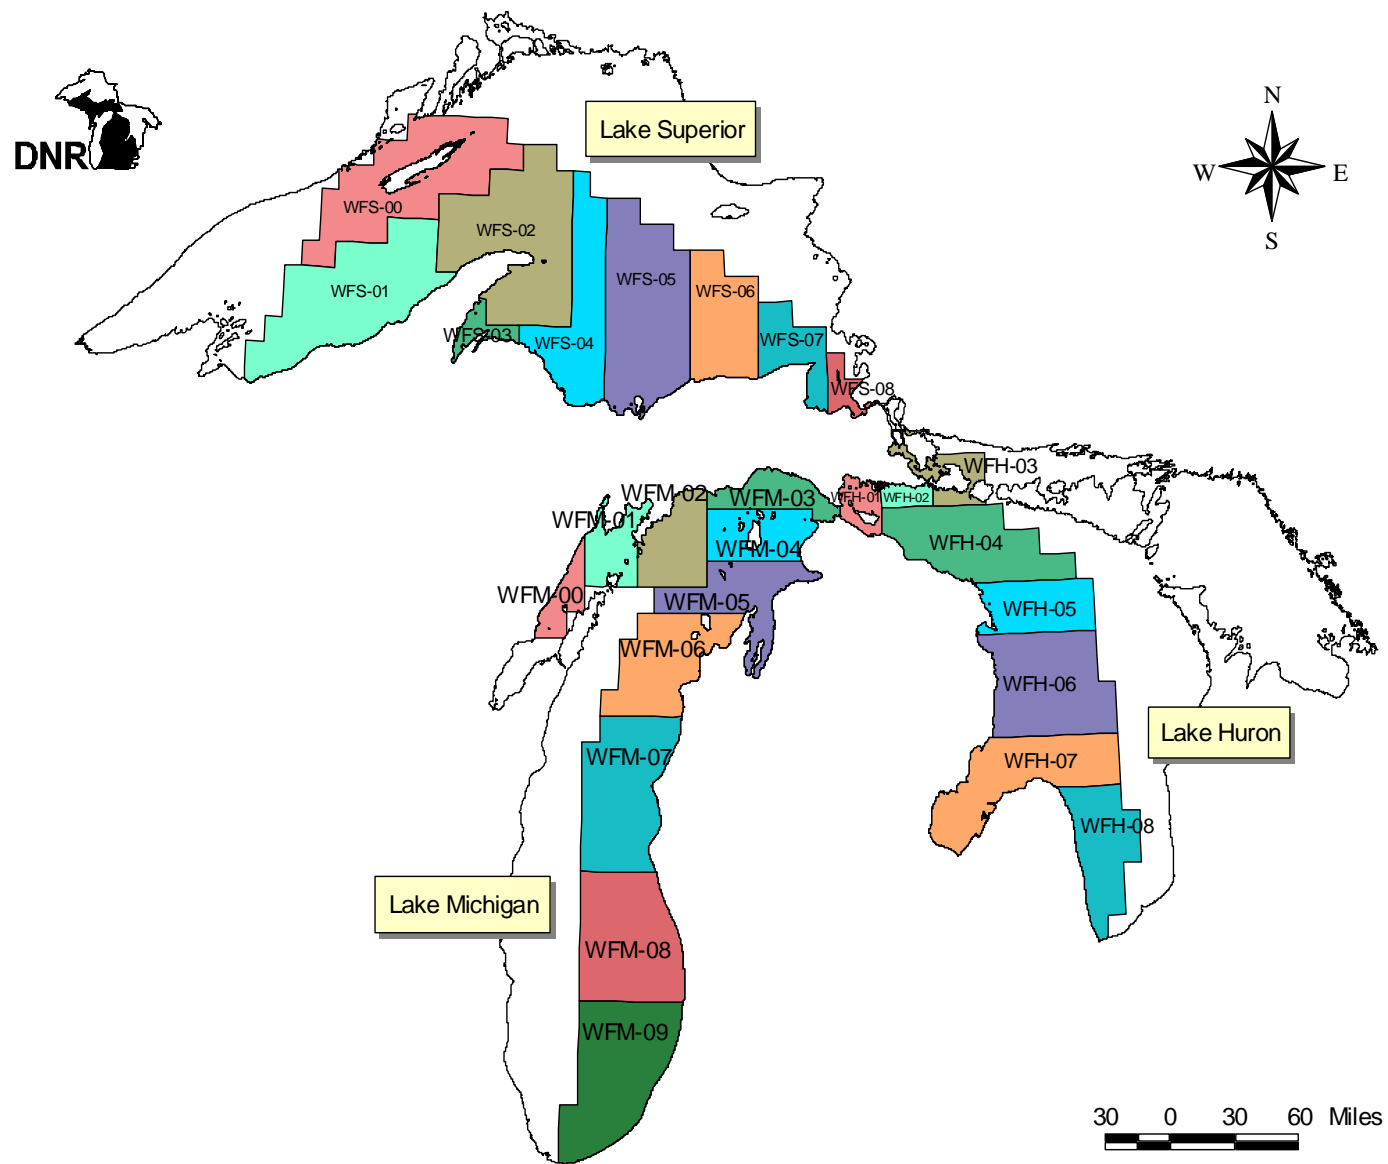 N
Lake Superior
DNR
W
E
WFS-00
WFS-02
S
WFS-05
WFS-01
WFS-06
WFS-03
WFS-04
WFS-07
WFS-08
WFH-03
WFM-02
WFM-03
WFH-01
WFH-02
WFM-01
WFM-04
WFH-04
WFM-00
WFM-05
WFH-05
WFM-06
WFH-06
Lake Huron
WFM-07
WFH-07
WFH-08
Lake Michigan
WFM-08
WFM-09
30 0 30 60 Miles